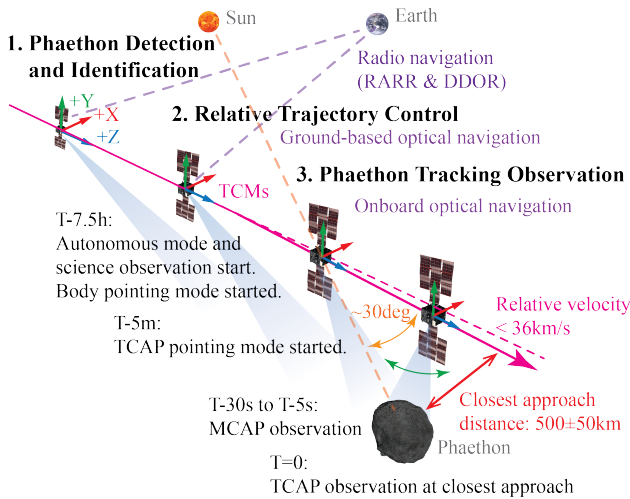 Sun
Earth
1. Phaethon Detection
and Identification
Radio navigation
(RARR & DDOR)
+Y
+X
+Z
2. Relative Trajectory Control
Ground-based optical navigation
TCMs
3. Phaethon Tracking Observation
Onboard optical navigation
T-7.5h:
Autonomous mode and
science observation start.
Body pointing mode started.
T-5m:
TCAP pointing mode started.
~30deg
Relative velocity
< 36km/s
Closest approach
distance: 500±50km
T-30s to T-5s:
MCAP observation
Phaethon
T=0:
TCAP observation at closest approach